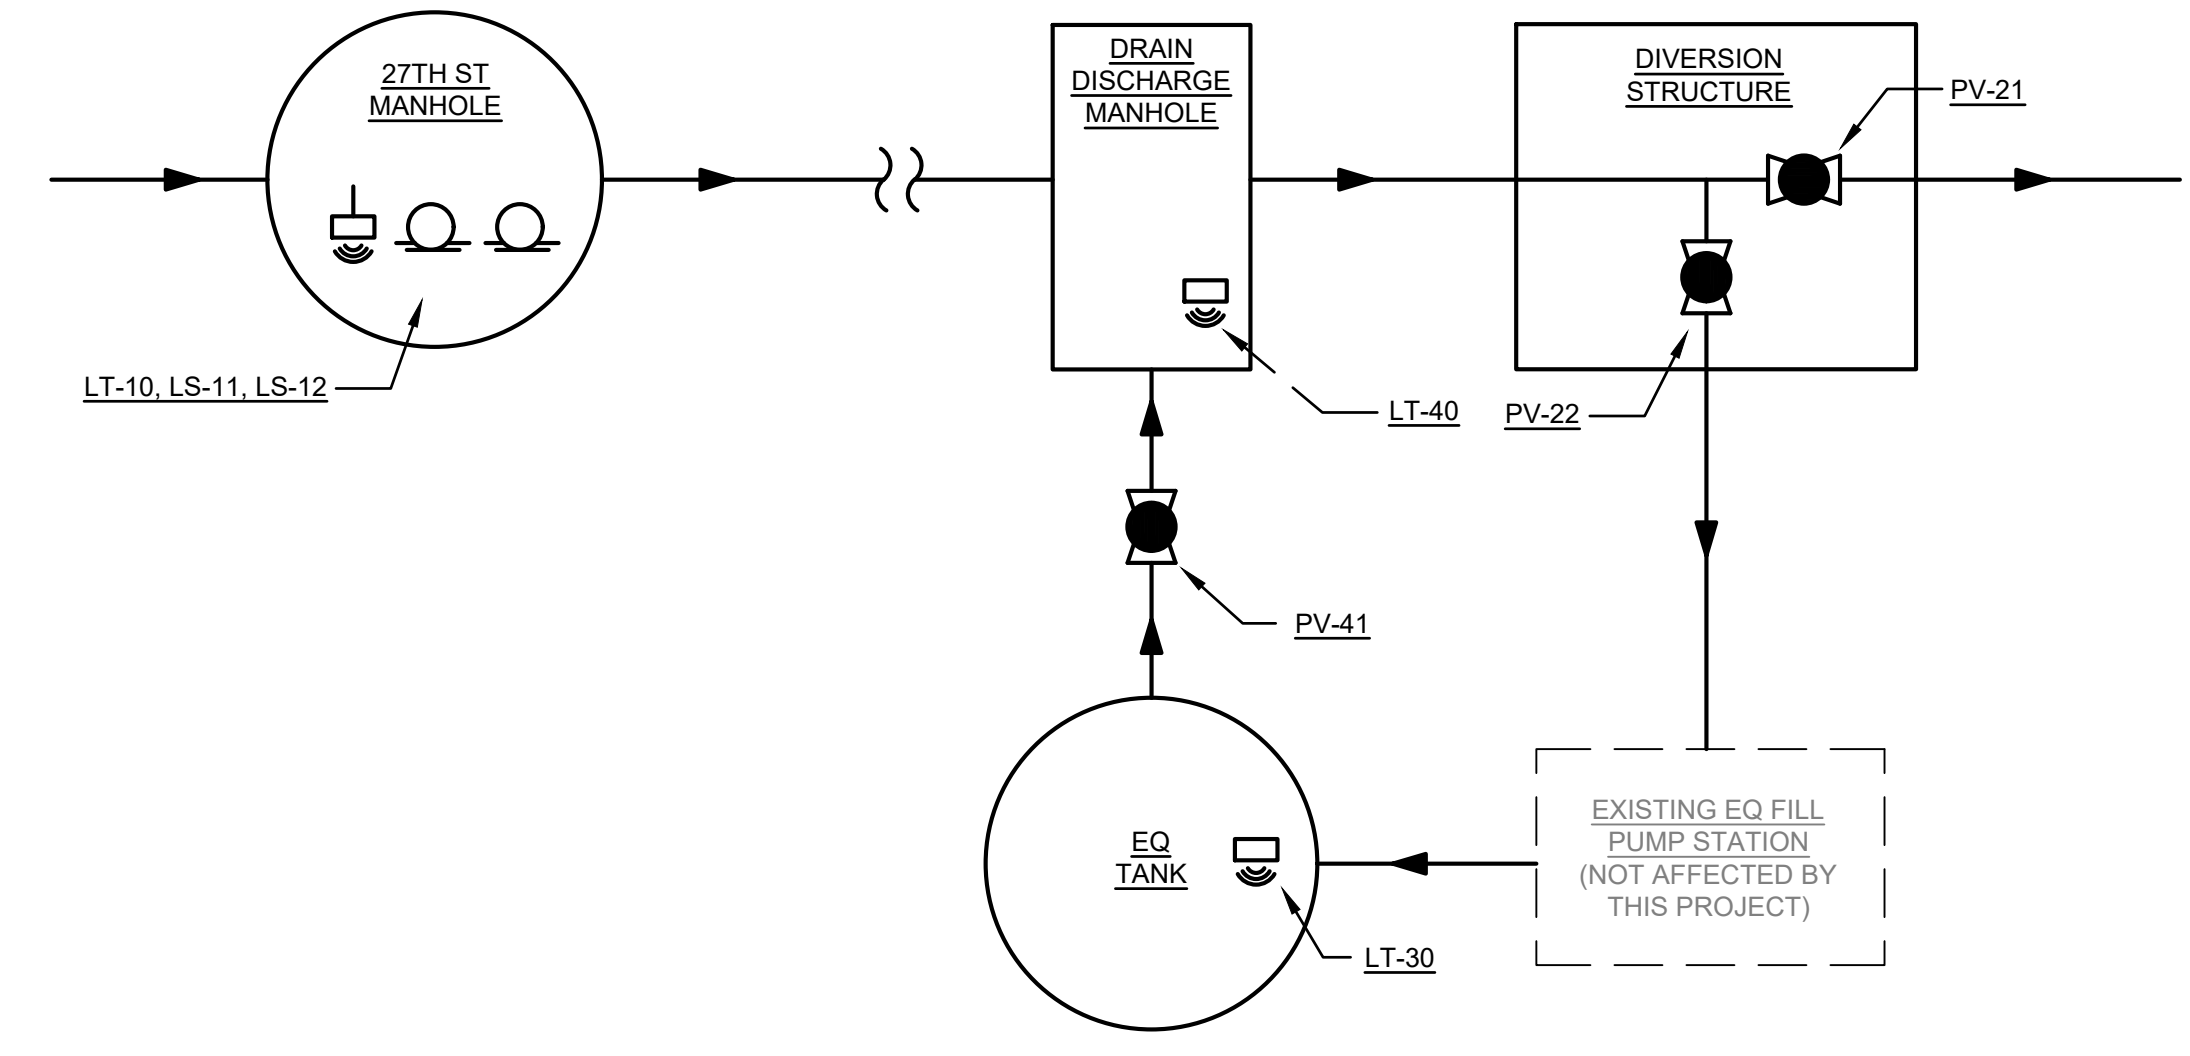 27TH ST
MANHOLE
LT-10, LS-11, LS-12
DRAIN
DISCHARGE
MANHOLE
LT-40
DIVERSION
STRUCTURE
PV-21
PV-22
PV-41
EQ
TANK
LT-30
EXISTING EQ FILL
PUMP STATION
(NOT AFFECTED BY
THIS PROJECT)